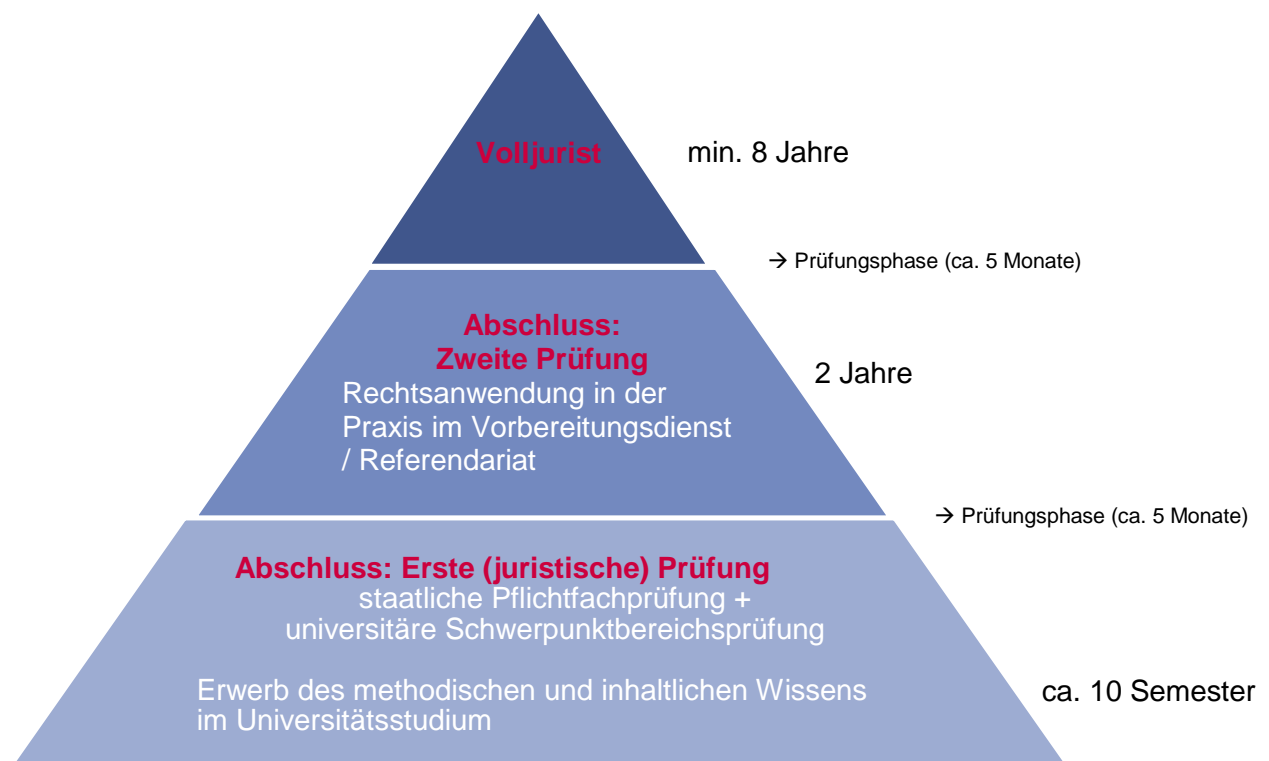 Volljurist
min. 8 Jahre
→ Prüfungsphase (ca. 5 Monate)
Abschluss:
Zweite Prüfung
Rechtsanwendung in der
Praxis im Vorbereitungsdienst
/ Referendariat
2 Jahre
→ Prüfungsphase (ca. 5 Monate)
Abschluss: Erste (juristische) Prüfung
staatliche Pflichtfachprüfung +
universitäre Schwerpunktbereichsprüfung
Erwerb des methodischen und inhaltlichen Wissens
im Universitätsstudium
ca. 10 Semester